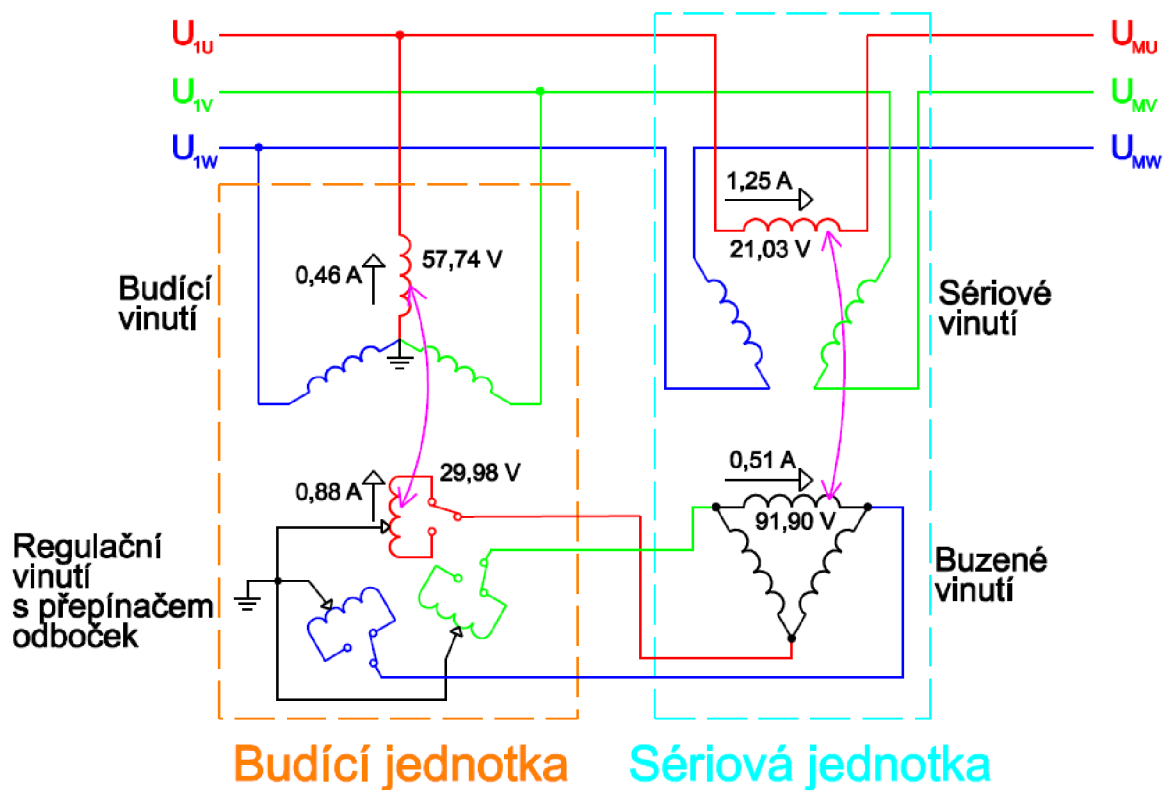 U1U
UMU
U1V
UMV
U1W
UMW
1,25 A
21,03 V
57,74 V
0,46 A
Budící
vinutí
Sériové
vinutí
29,98 V
0,88 A
0,51 A
91,90 V
Regulační
vinutí
s přepínačem
odboček
Buzené
vinutí
Budící jednotka
Sériová jednotka